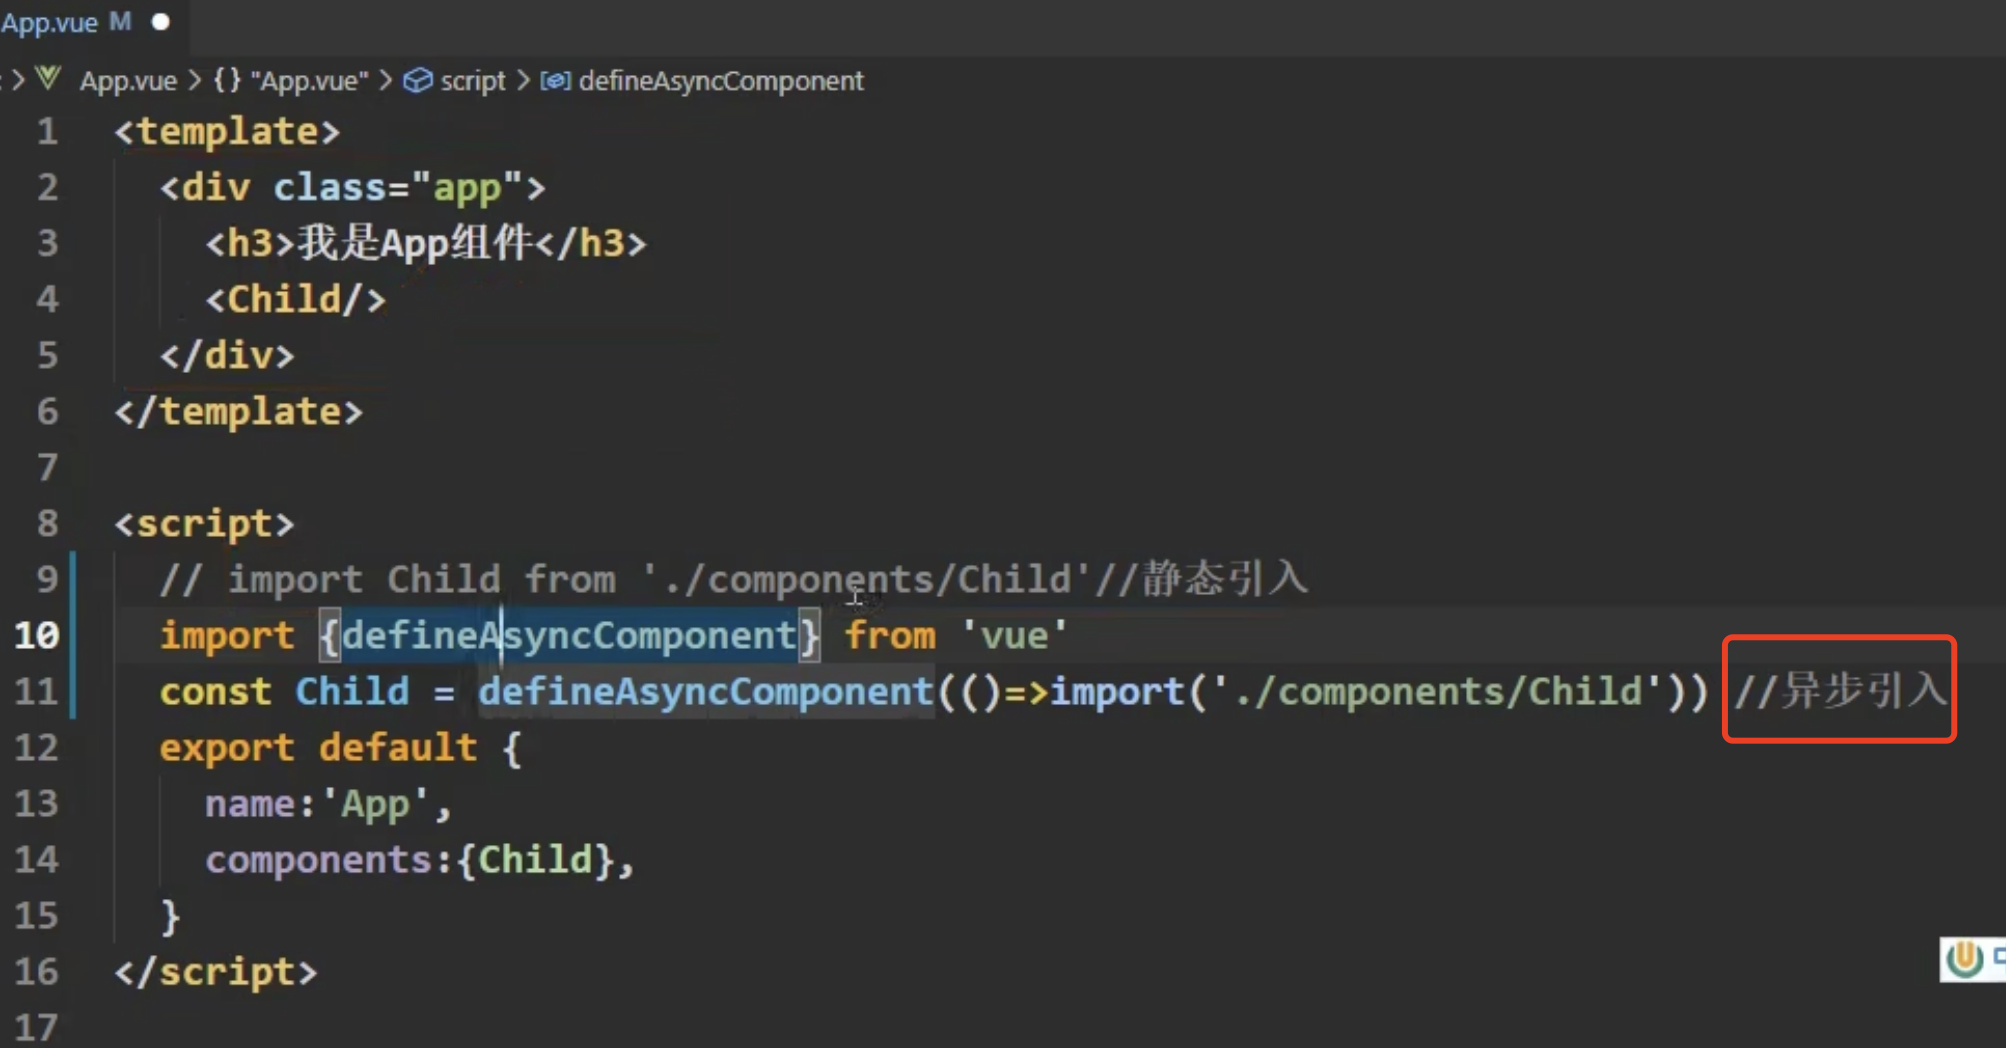 App.vue M
App.vue > {} "App.vue" > script > defineAsyncComponent
1 <template>
2 <div class="app">
3 <h3>我是App组件</h3>
4 <Child/>
5 </div>
6 </template>
7
8 <script>
9 // import Child from './components/Child'//静态引入
10 import {defineAsyncComponent} from 'vue'
11 const Child = defineAsyncComponent(()=>import('./components/Child')) //异步引入
12 export default {
13 name:'App',
14 components:{Child},
15 }
16 </script>
17